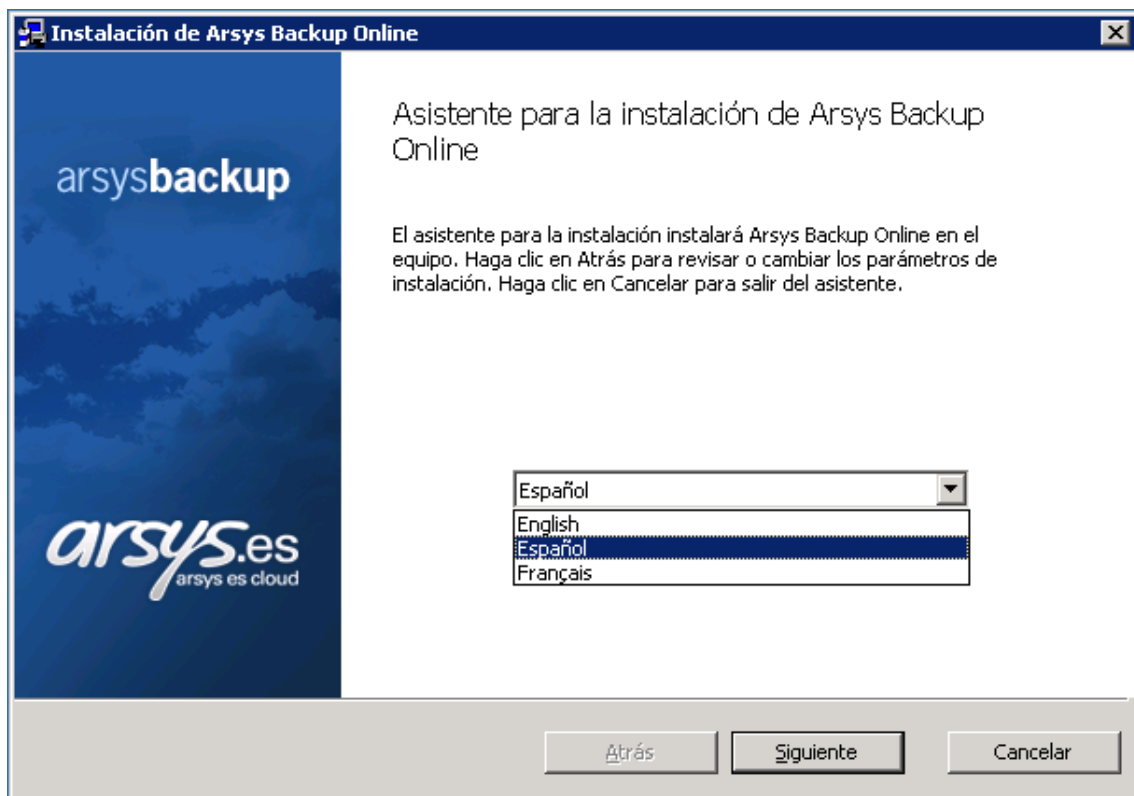 Instalación de Arsys Backup Online
arsysbackup
arsys.es
arsys es cloud
Asistente para la instalación de Arsys Backup
Online
El asistente para la instalación instalará Arsys Backup Online en el
equipo. Haga clic en Atrás para revisar o cambiar los parámetros de
instalación. Haga clic en Cancelar para salir del asistente.
Español
English
Español
Français
Atrás
Siguiente
Cancelar